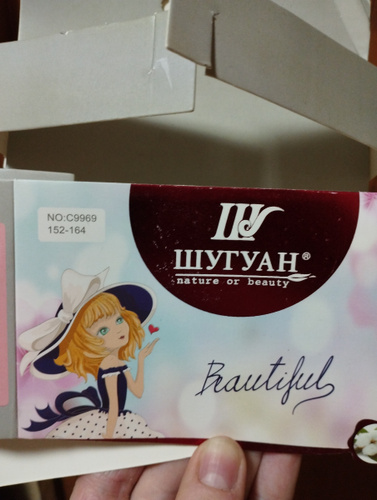 NO:C9969
152-164
ШУГУАН®
nature or beauty
Beautiful